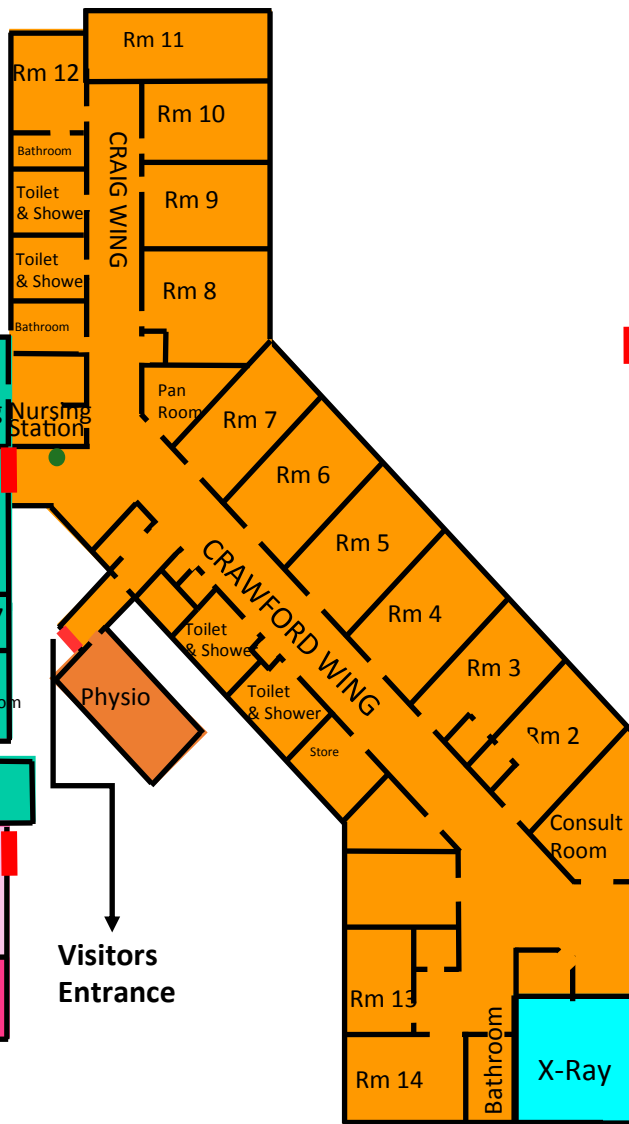 Rm 11
Rm 12
Rm 10
Bathroom
CRAIG WING
Toilet
& Showe
Rm 9
Toilet
& Showe
Rm 8
Bathroom
Pan
Room
Nursing
Station
Rm 7
Rm 6
Rm 5
CRAWFORD WING
Rm 4
Toilet
& Shower
Rm 3
Physio
Toilet
& Shower
Rm 2
Store
Consult
Room
Visitors
Entrance
Rm 13
Bathroom
X-Ray
Rm 14